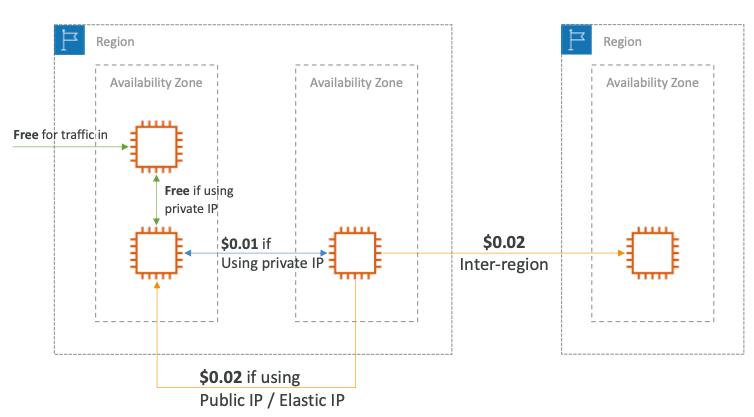 Region
Region
Availability Zone
Availability Zone
Availability Zone
Free for traffic in
Free if using
private IP
$0.01 if
Using private IP
$0.02
Inter-region
$0.02 if using
Public IP / Elastic IP